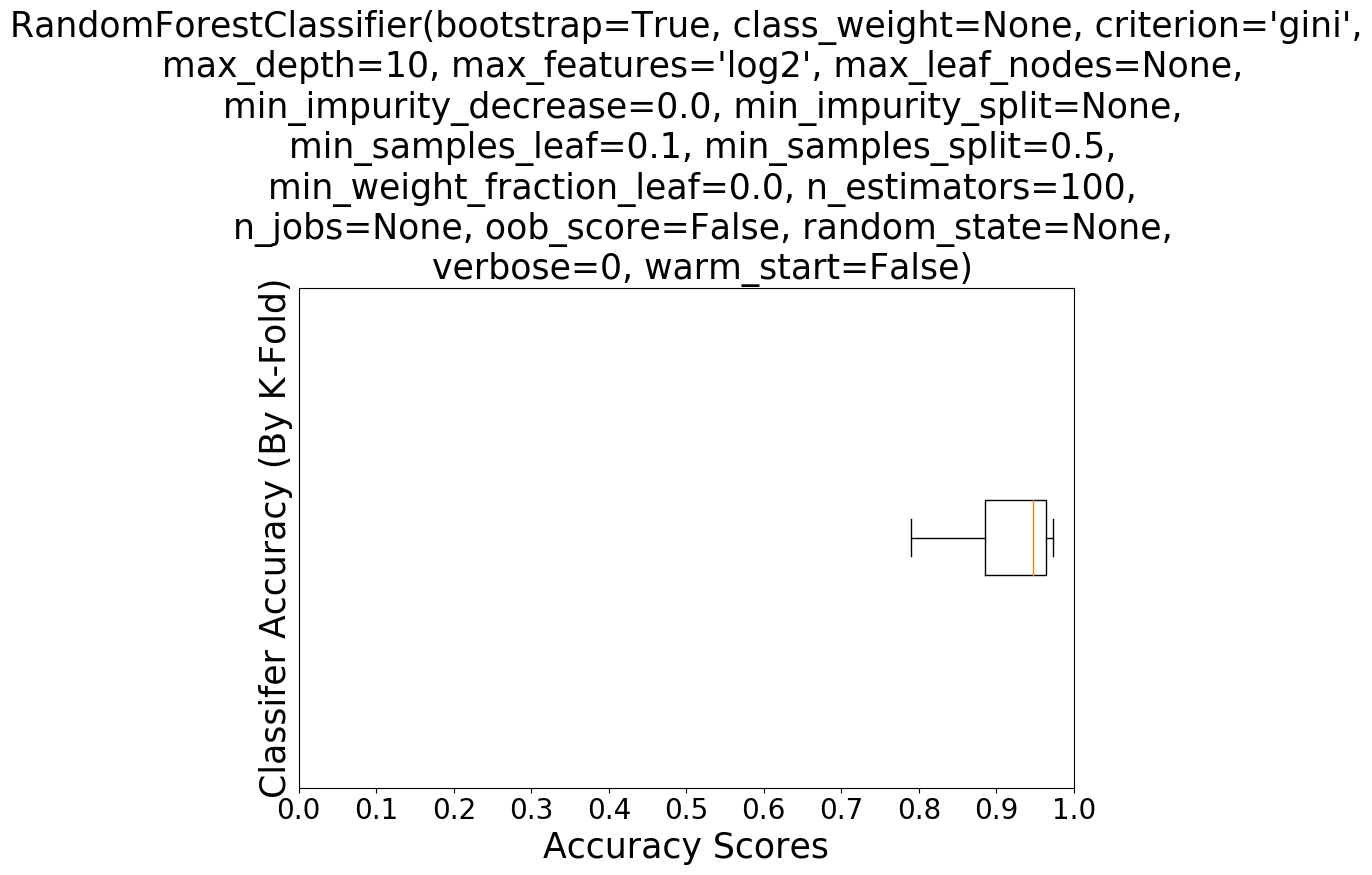 RandomForestClassifier(bootstrap=True, class_weight=None, criterion='gini',
max_depth=10, max_features='log2', max_leaf_nodes=None,
min_impurity_decrease=0.0, min_impurity_split=None,
min_samples_leaf=0.1, min_samples_split=0.5,
min_weight_fraction_leaf=0.0, n_estimators=100,
n_jobs=None, oob_score=False, random_state=None,
verbose=0, warm_start=False)
Classifer Accuracy (By K-Fold)
0.0 0.1 0.2 0.3 0.4 0.5 0.6 0.7 0.8 0.9 1.0
Accuracy Scores